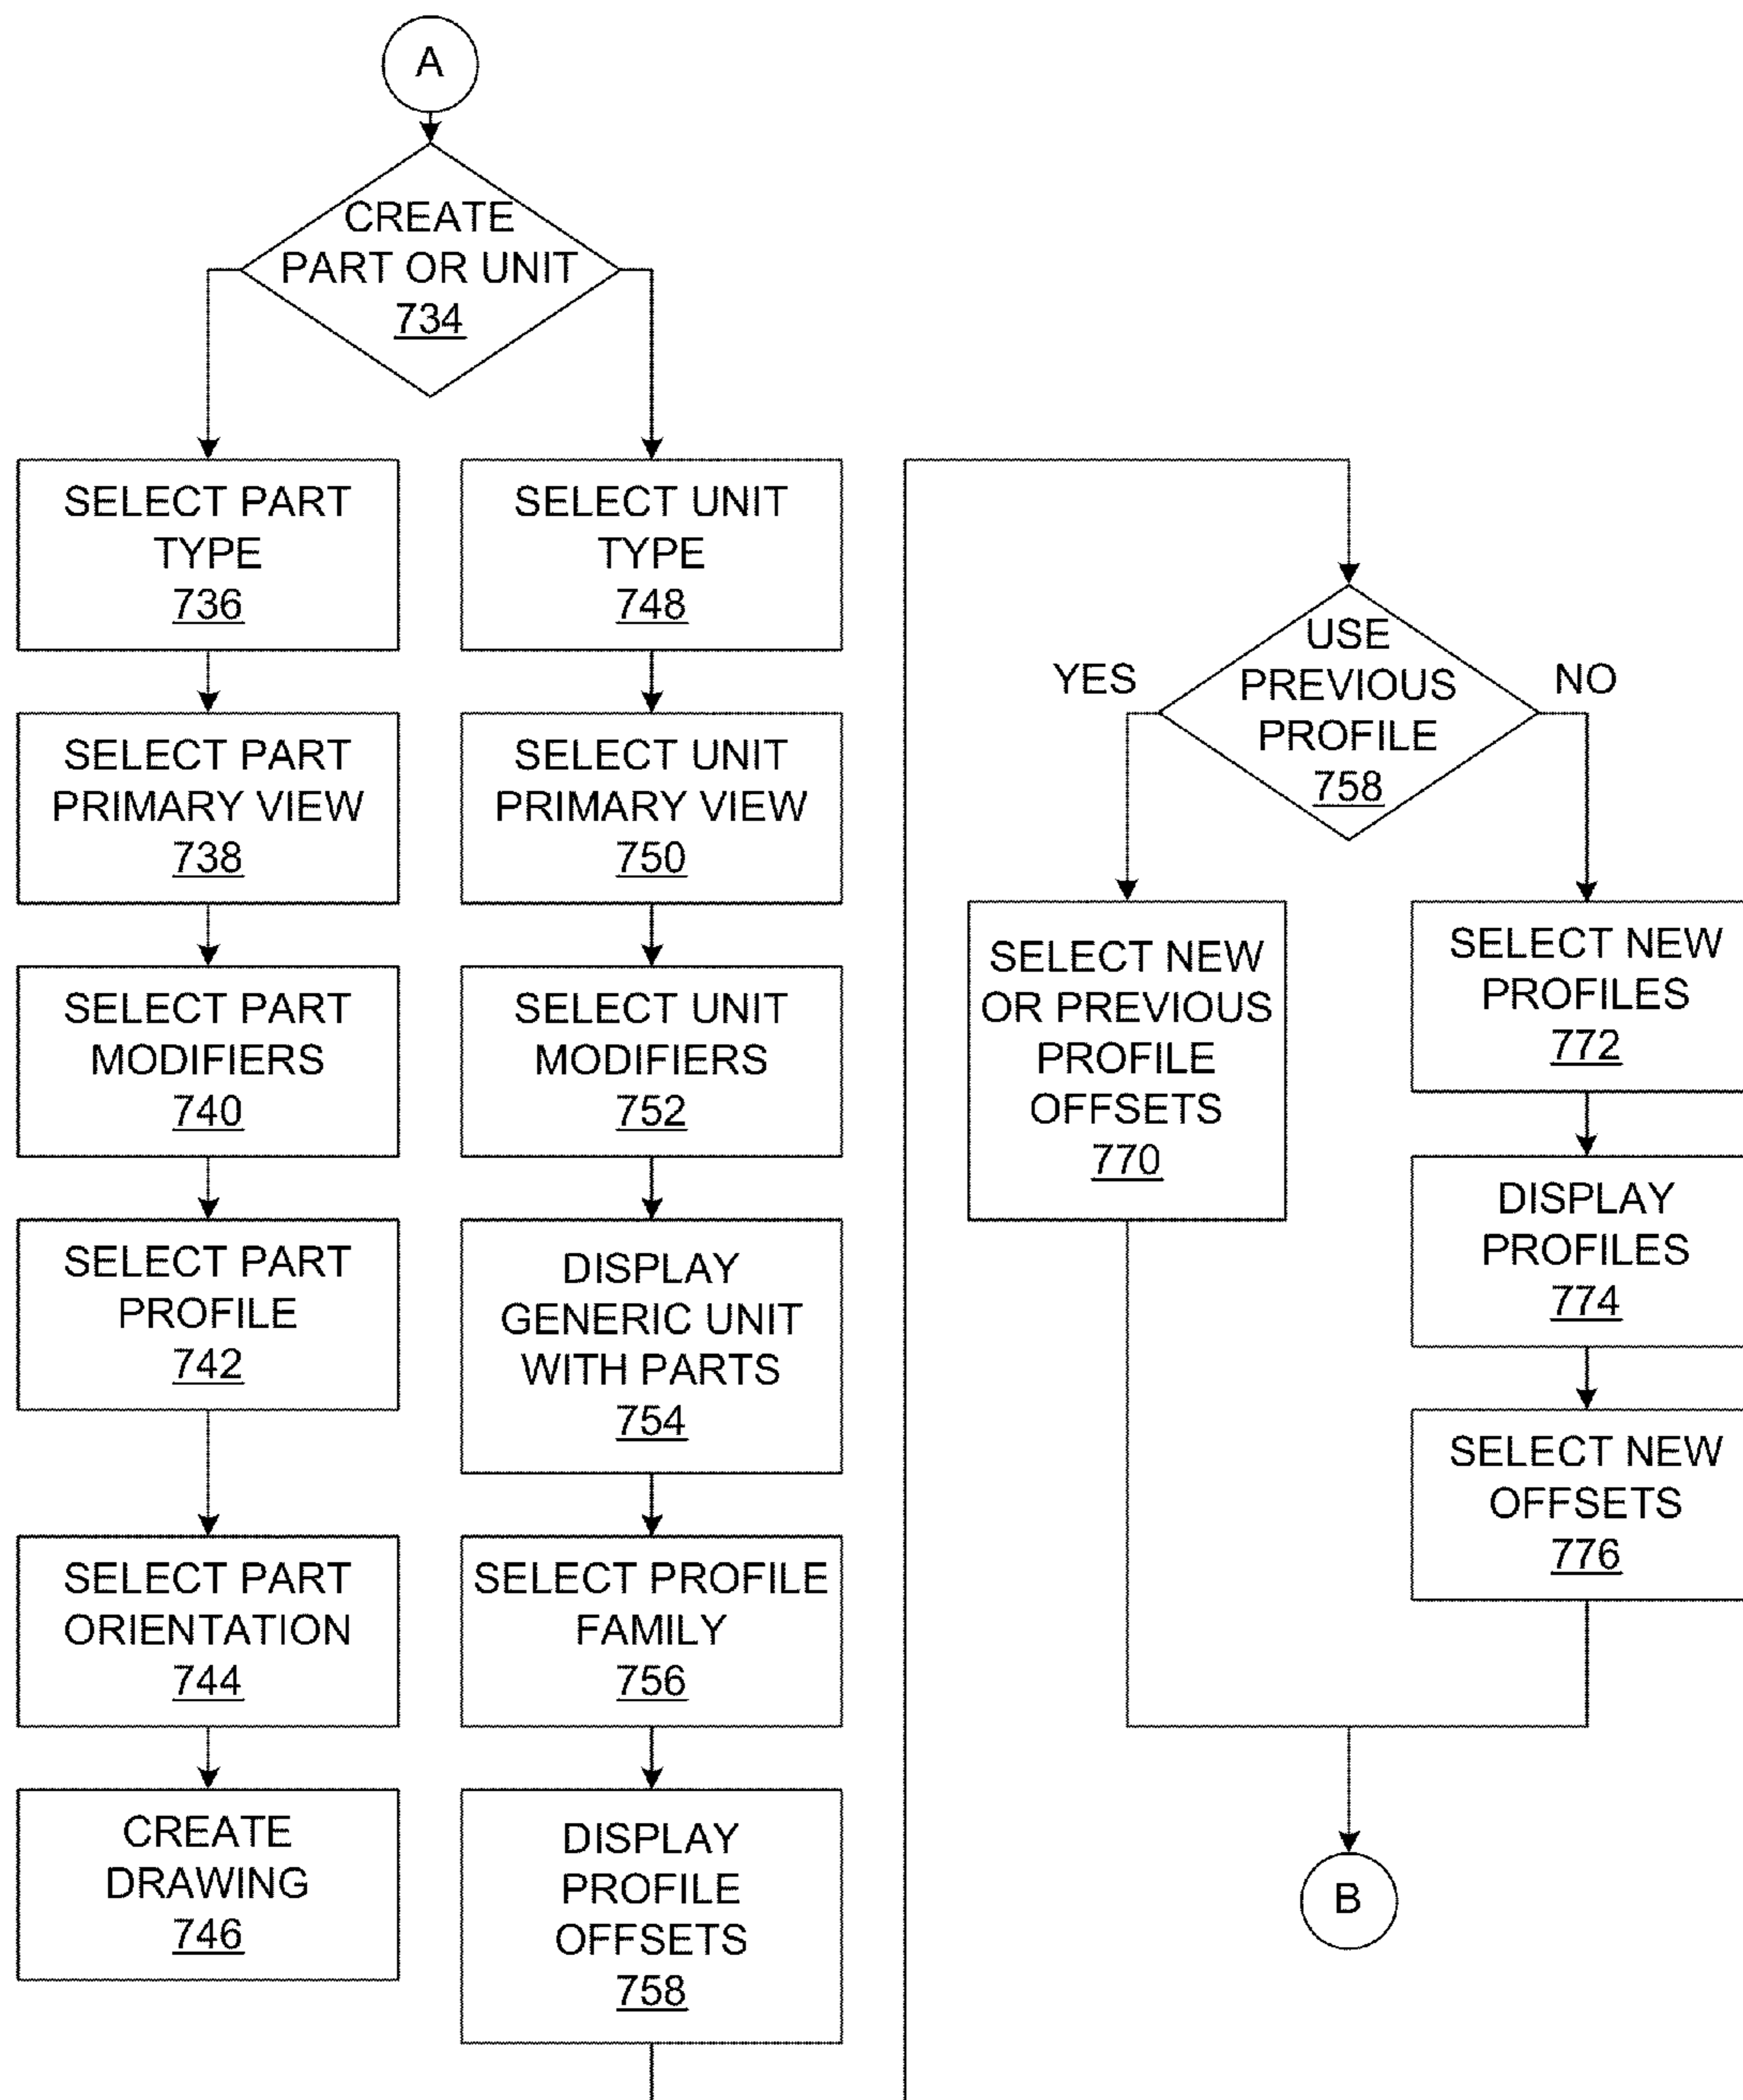 A
CREATE
PART OR UNIT
734
SELECT PART
TYPE
736
SELECT PART
PRIMARY VIEW
738
SELECT PART
MODIFIERS
740
SELECT PART
PROFILE
742
SELECT PART
ORIENTATION
744
CREATE
DRAWING
746
SELECT UNIT
TYPE
748
SELECT UNIT
PRIMARY VIEW
750
SELECT UNIT
MODIFIERS
752
DISPLAY
GENERIC UNIT
WITH PARTS
754
SELECT PROFILE
FAMILY
756
DISPLAY
PROFILE
OFFSETS
758
USE
PREVIOUS
PROFILE
758
YES
NO
SELECT NEW
OR PREVIOUS
PROFILE
OFFSETS
770
SELECT NEW
PROFILES
772
DISPLAY
PROFILES
774
SELECT NEW
OFFSETS
776
B